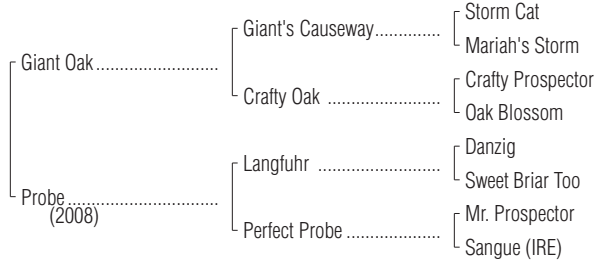 Storm Cat
Giant's Causeway..............
Mariah's Storm
Giant Oak..........................
Crafty Prospector
Crafty Oak ........................
Oak Blossom
Danzig
Langfuhr ..........................
Sweet Briar Too
Probe................................
(2008)
Mr. Prospector
Perfect Probe ....................
Sangue (IRE)